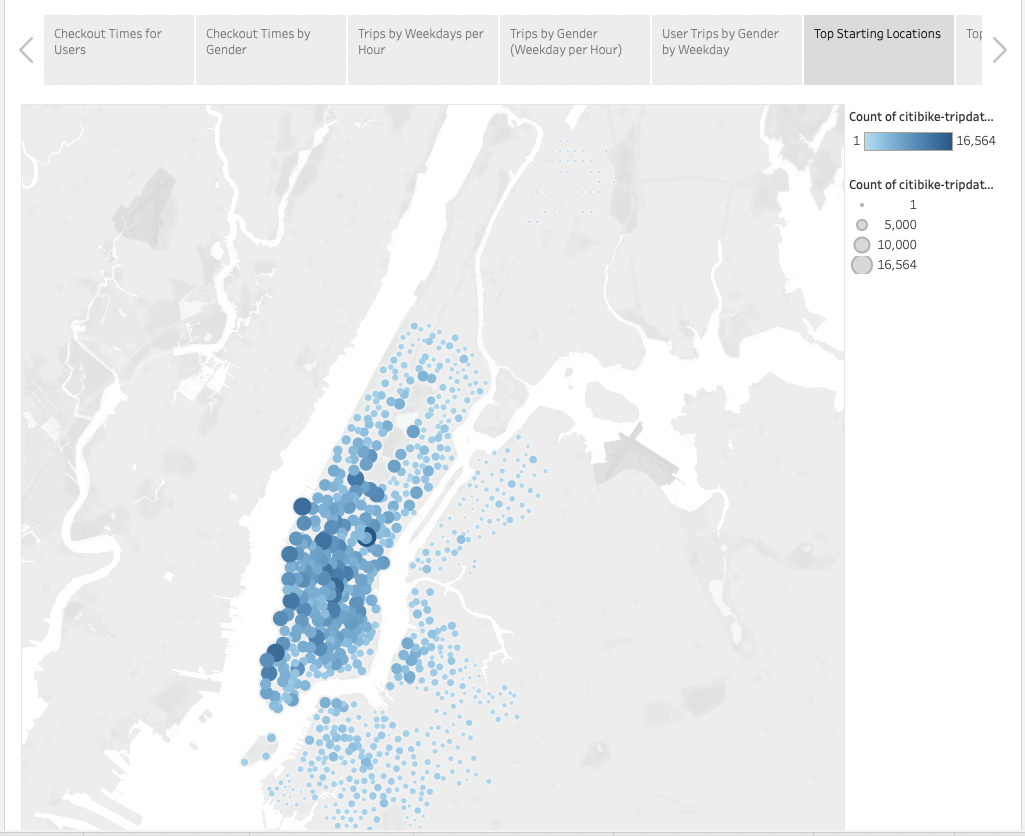 Checkout Times for
Users
Checkout Times by
Gender
Trips by Weekdays per
Hour
Trips by Gender
(Weekday per Hour)
User Trips by Gender
by Weekday
Top Starting Locations
Top
Count of citibike-tripdat...
1 16,564
Count of citibike-tripdat...
1
5,000
10,000
16,564